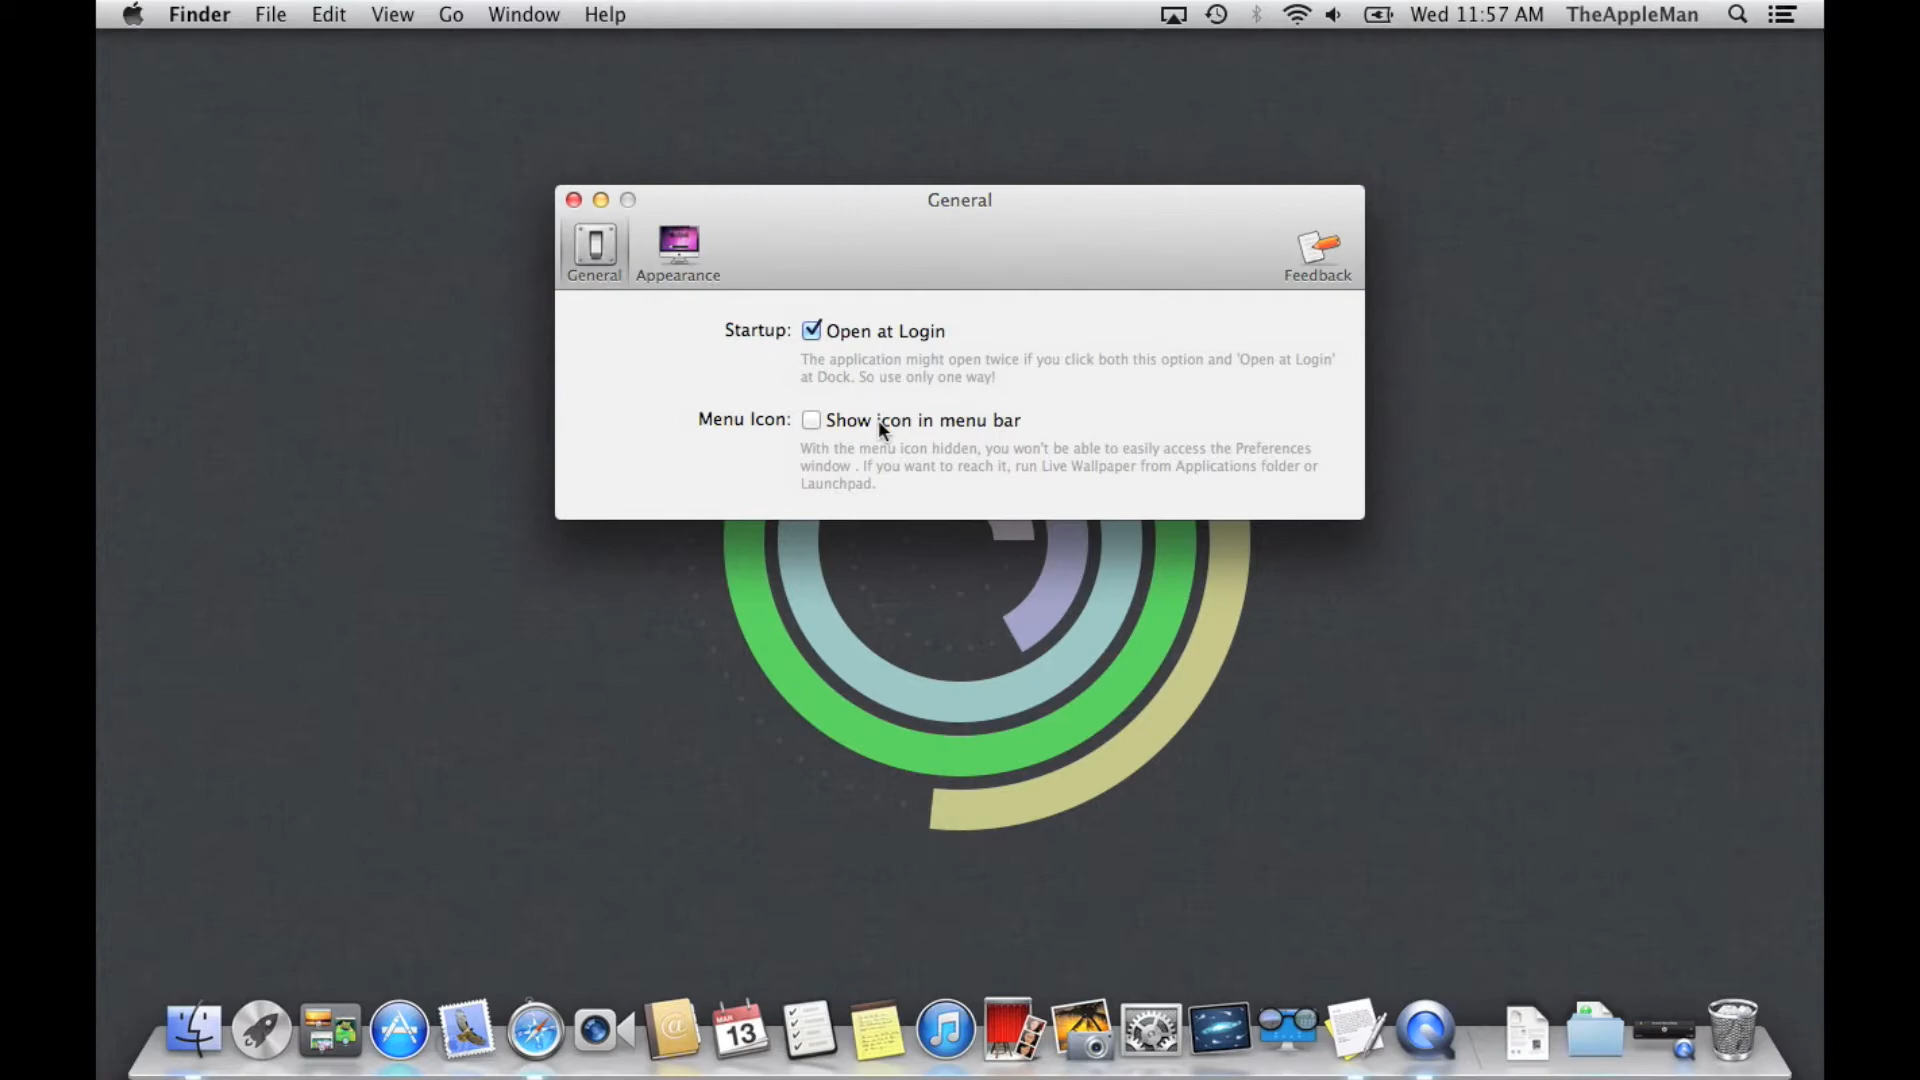 Finder File Edit View Go Window Help Wed 11:57 AM TheAppleMan
General
General Appearance Feedback
Startup: Open at Login
The application might open twice if you click both this option and 'Open at Login'
at Dock. So use only one way!
Menu Icon: Show icon in menu bar
With the menu icon hidden, you won't be able to easily access the Preferences
window . If you want to reach it, run Live Wallpaper from Applications folder or
Launchpad.
MAR
13